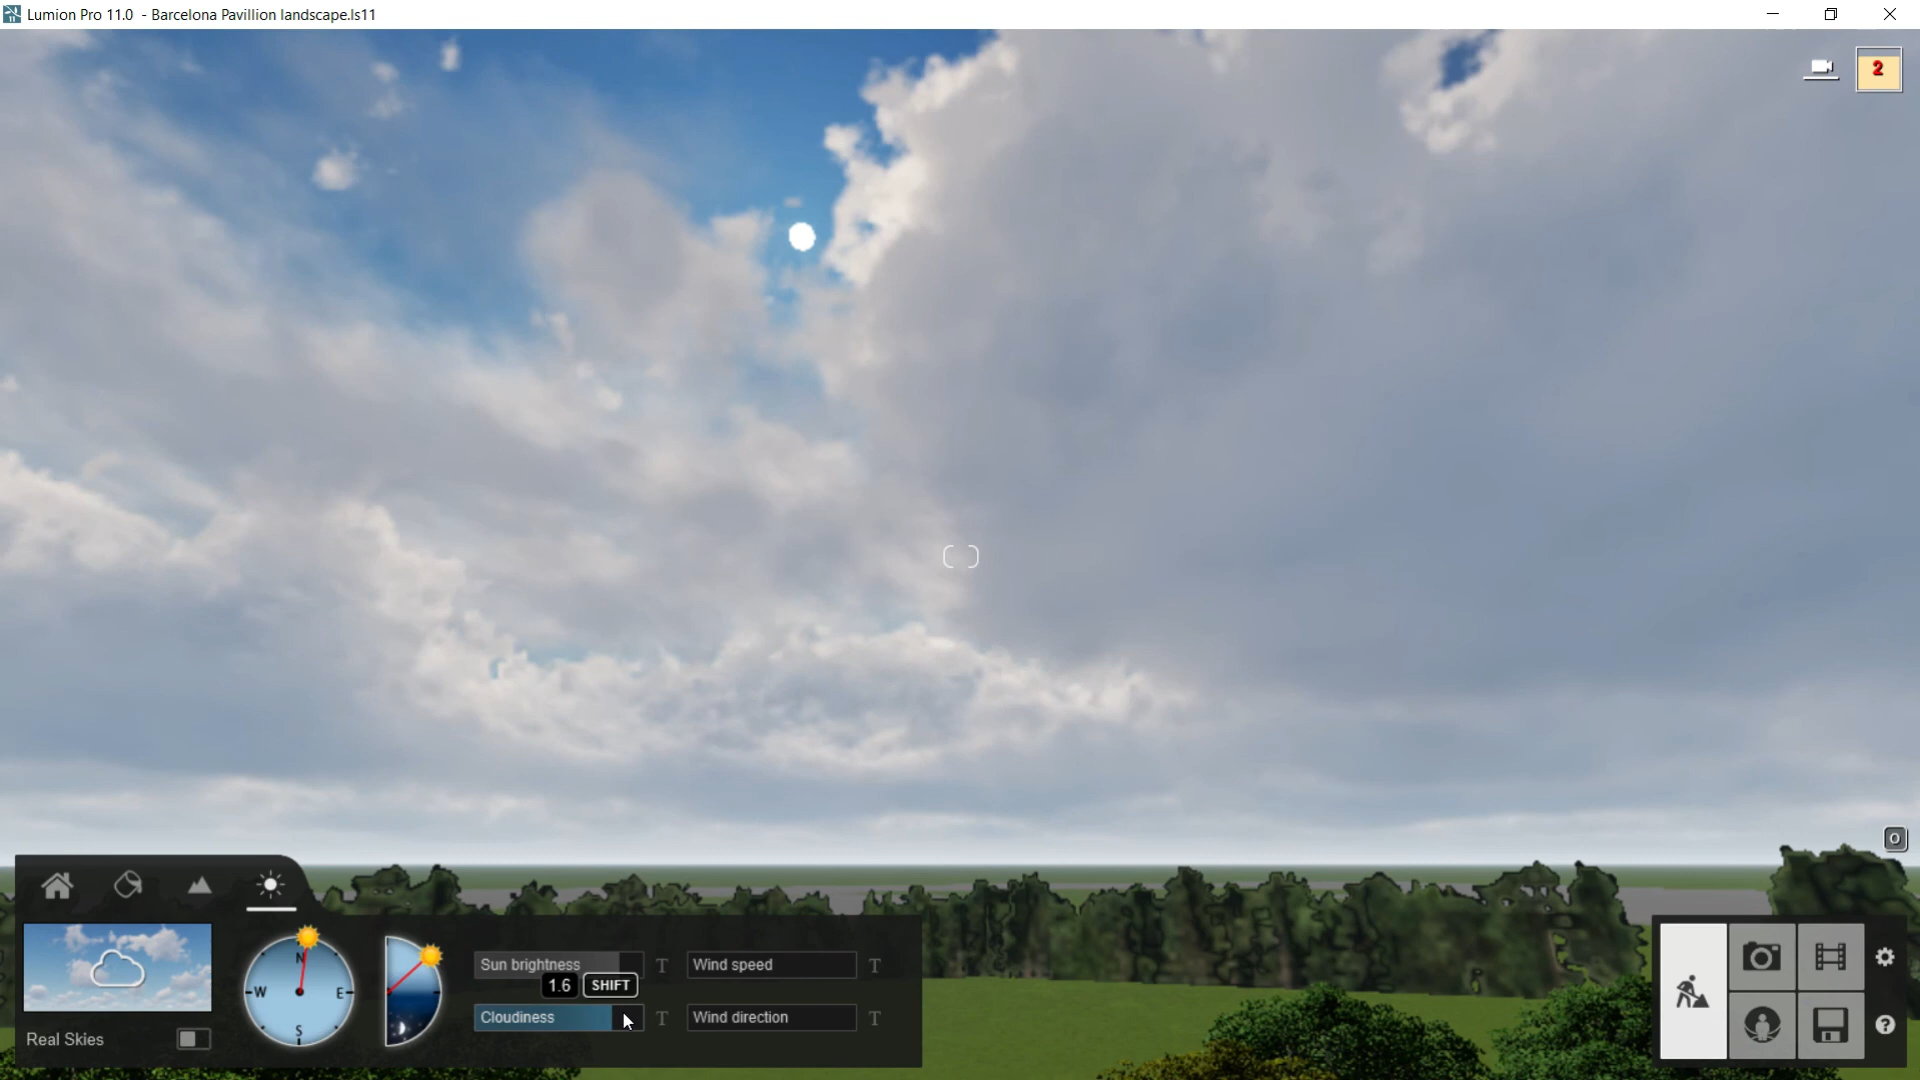 Lumion Pro 11.0 - Barcelona Pavillion landscape.ls11
2
O
N
W E
S
Sun brightness T Wind speed T
1.6 SHIFT
Cloudiness T Wind direction T
Real Skies
?